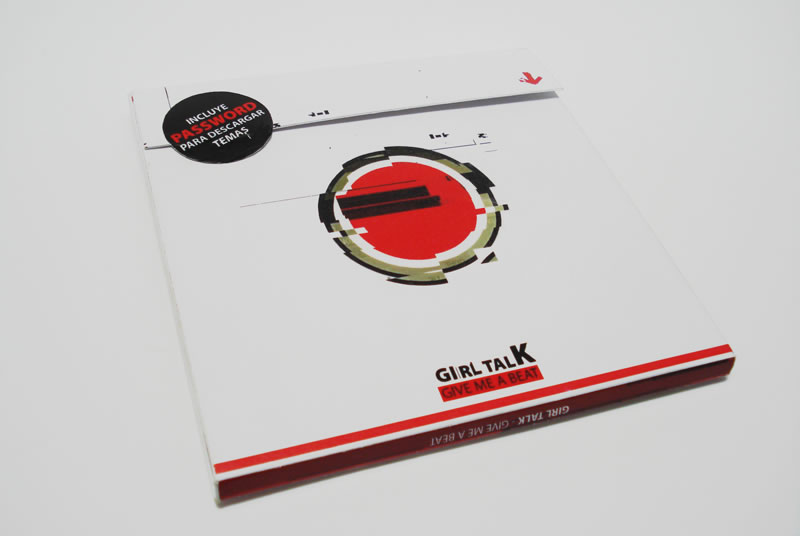 INCLUYE
PASSWORD
PARA DESCARGAR
TEMAS
GIRL TALK
GIVE ME A BEAT
GIRL TALK - GIVE ME A BEAT